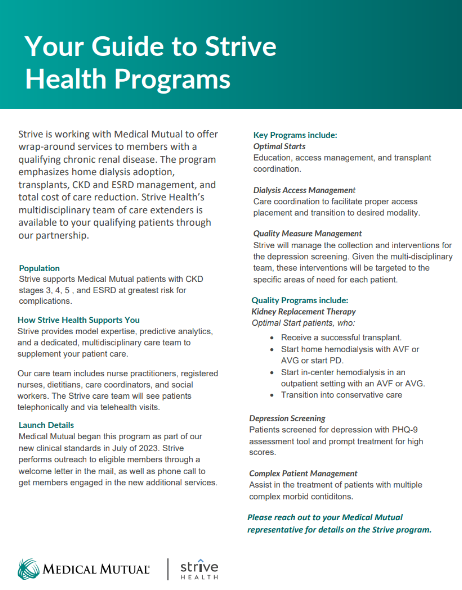 Your Guide to Strive
Health Programs
Strive is working with Medical Mutual to offer
wrap-around services to members with a
qualifying chronic renal disease. The program
emphasizes home dialysis adoption,
transplants, CKD and ESRD management, and
total cost of care reduction. Strive Health's
multidisciplinary team of care extenders is
available to your qualifying patients through
our partnership.
Population
Strive supports Medical Mutual patients with CKD
stages 3, 4, 5 , and ESRD at greatest risk for
complications.
How Strive Health Supports You
Strive provides model expertise, predictive analytics,
and a dedicated, multidisciplinary care team to
supplement your patient care.
Our care team includes nurse practitioners, registered
nurses, dietitians, care coordinators, and social
workers. The Strive care team will see patients
telephonically and via telehealth visits.
Launch Details
Medical Mutual began this program as part of our
new clinical standards in July of 2023. Strive
performs outreach to eligible members through a
welcome letter in the mail, as well as phone call to
get members engaged in the new additional services.
Key Programs include:
Optimal Starts
Education, access management, and transplant
coordination.
Dialysis Access Management
Care coordination to facilitate proper access
placement and transition to desired modality.
Quality Measure Management
Strive will manage the collection and interventions for
the depression screening. Given the multi-disciplinary
team, these interventions will be targeted to the
specific areas of need for each patient.
Quality Programs include:
Kidney Replacement Therapy
Optimal Start patients, who:
• Receive a successful transplant.
• Start home hemodialysis with AVF or
AVG or start PD.
• Start in-center hemodialysis in an
outpatient setting with an AVF or AVG.
• Transition into conservative care
Depression Screening
Patients screened for depression with PHQ-9
assessment tool and prompt treatment for high
scores.
Complex Patient Management
Assist in the treatment of patients with multiple
complex morbid contiditons.
Please reach out to your Medical Mutual
representative for details on the Strive program.
MEDICAL MUTUAL
strive
HEALTH